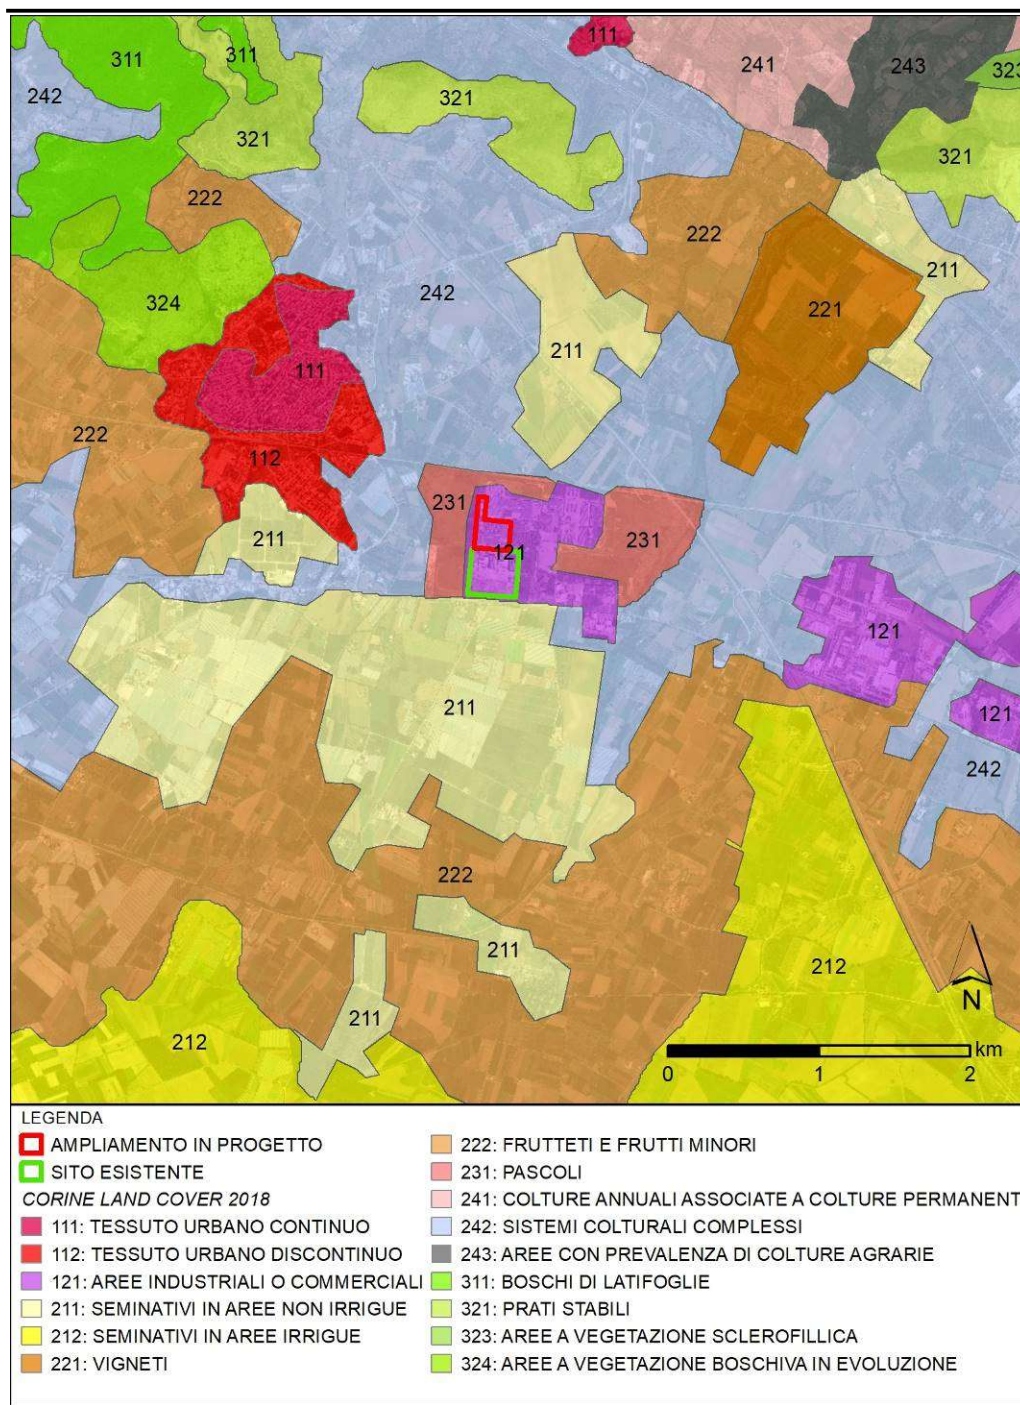 111
311
311
241
243
323
242
321
321
321
222
222
211
242
324
221
211
111
222
112
231
211
121
231
121
211
121
242
222
211
212
211
212
N
km
0 1 2
LEGENDA
AMPLIAMENTO IN PROGETTO
SITO ESISTENTE
CORINE LAND COVER 2018
111: TESSUTO URBANO CONTINUO
112: TESSUTO URBANO DISCONTINUO
121: AREE INDUSTRIALI O COMMERCIALI
211: SEMINATIVI IN AREE NON IRRIGUE
212: SEMINATIVI IN AREE IRRIGUE
221: VIGNETI
222: FRUTTETI E FRUTTI MINORI
231: PASCOLI
241: COLTURE ANNUALI ASSOCIATE A COLTURE PERMANENT
242: SISTEMI COLTURALI COMPLESSI
243: AREE CON PREVALENZA DI COLTURE AGRARIE
311: BOSCHI DI LATIFOGLIE
321: PRATI STABILI
323: AREE A VEGETAZIONE SCLEROFILLICA
324: AREE A VEGETAZIONE BOSCHIVA IN EVOLUZIONE